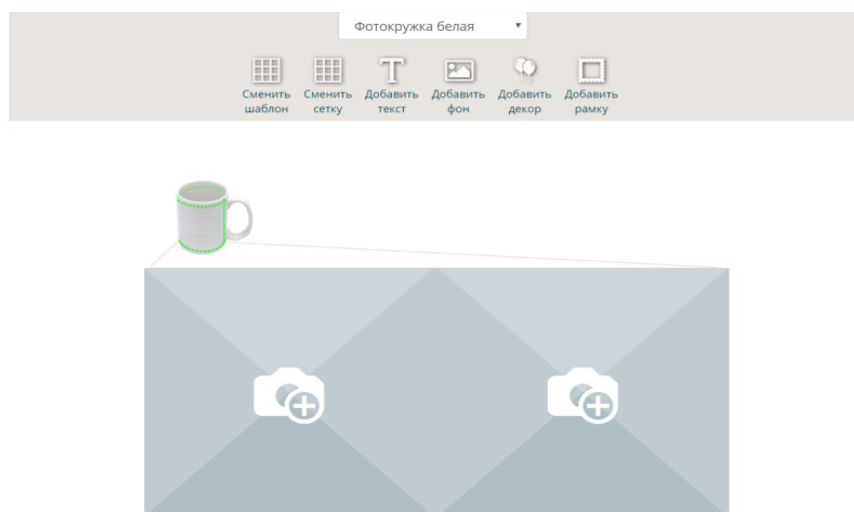 Фотокружка белая
Сменить шаблон
Сменить сетку
Добавить текст
Добавить фон
Добавить декор
Добавить рамку